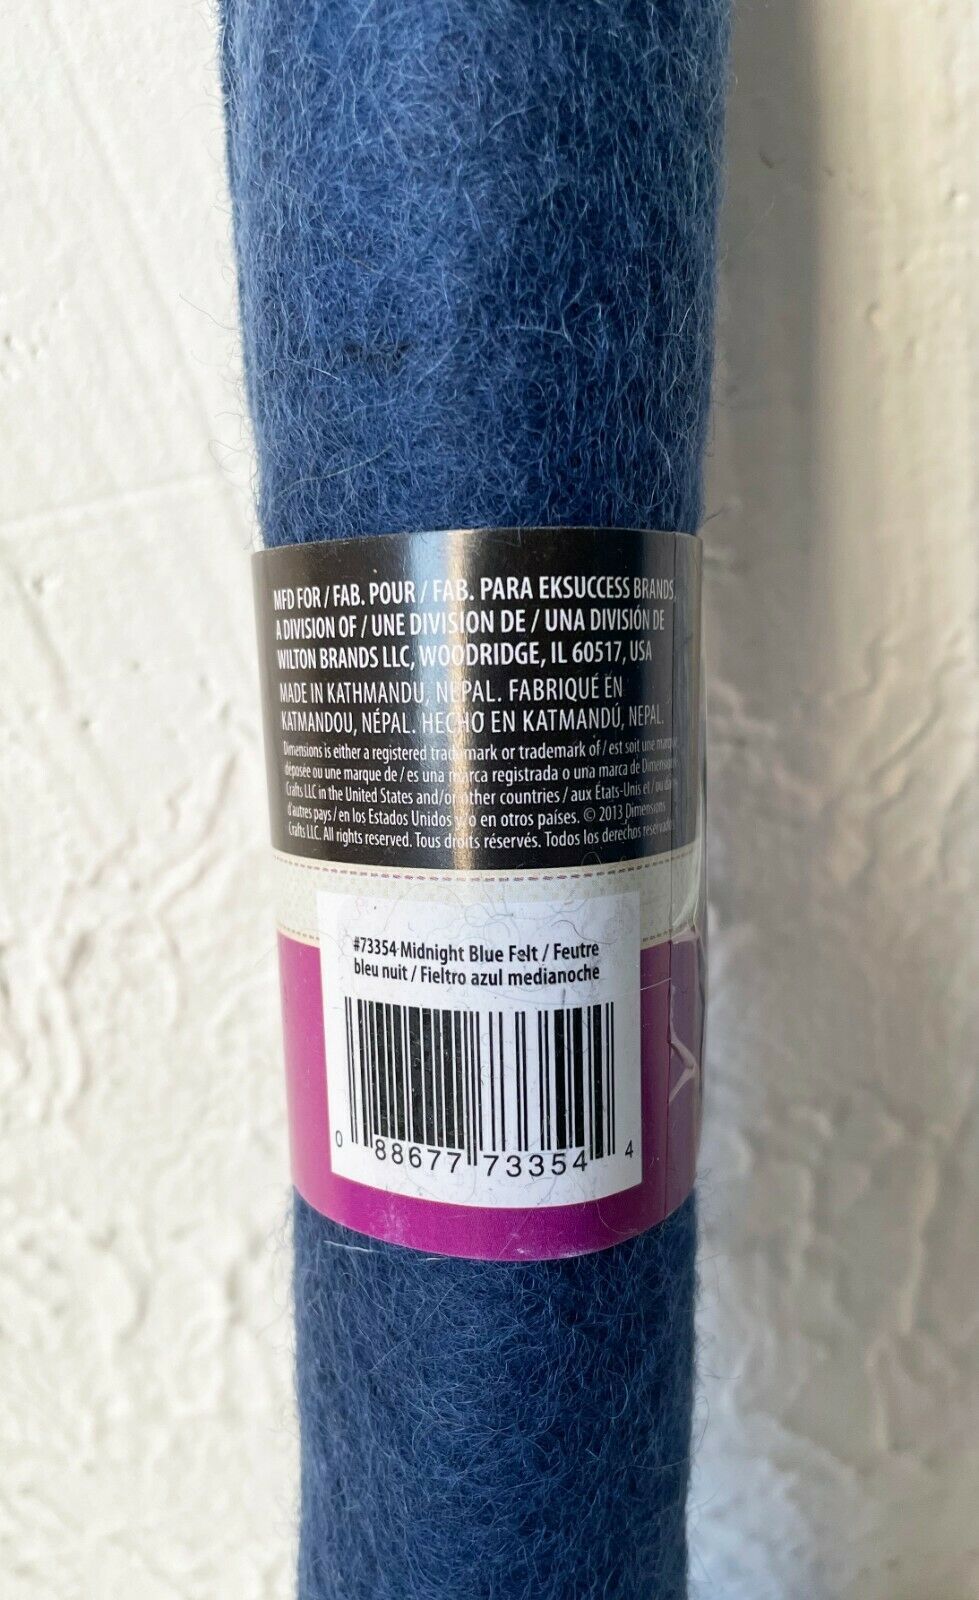 MFD FOR / FAB. POUR / FAB. PARA EKSUCCESS BRANDS,
A DIVISION OF / UNE DIVISION DE / UNA DIVISIÓN DE
WILTON BRANDS LLC, WOODRIDGE, IL 60517, USA
MADE IN KATHMANDU, NEPAL. FABRIQUÉ EN
KATMANDOU, NÉPAL. HECHO EN KATMANDÚ, NEPAL.
Dimensions is either a registered trademark or trademark of / est soit une marque
déposée ou une marque de / es una marca registrada o una marca de Dimensions
Crafts LLC in the United States and/or other countries / aux États-Unis et / ou dans
d'autres pays / en los Estados Unidos y/o en otros países. © 2013 Dimensions
Crafts LLC. All rights reserved. Tous droits réservés. Todos los derechos reservados.
#73354 Midnight Blue Felt / Feutre
bleu nuit / Fieltro azul medianoche
0 88677 73354 4